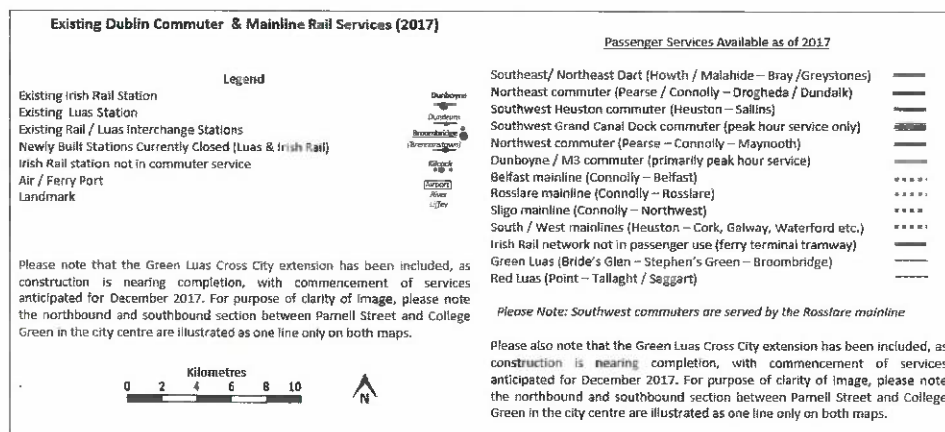 Existing Dublin Commuter & Mainline Rail Services (2017)
Legend
Existing Irish Rail Station
Dunboyne
Existing Luas Station
Dundrum
Existing Rail / Luas Interchange Stations
Broombridge
Newly Built Stations Currently Closed (Luas & Irish Rail)
(Brennanstown)
Irish Rail station not in commuter service
Kilcock
Air / Ferry Port
Airport
Landmark
River
Liffey
Please note that the Green Luas Cross City extension has been included, as
construction is nearing completion, with commencement of services
anticipated for December 2017. For purpose of clarity of image, please note
the northbound and southbound section between Parnell Street and College
Green in the city centre are illustrated as one line only on both maps.
Kilometres
0 2 4 6 8 10
N
Passenger Services Available as of 2017
Southeast/ Northeast Dart (Howth / Malahide – Bray /Greystones)
Northeast commuter (Pearse / Connolly – Drogheda / Dundalk)
Southwest Heuston commuter (Heuston – Sallins)
Southwest Grand Canal Dock commuter (peak hour service only)
Northwest commuter (Pearse – Connolly – Maynooth)
Dunboyne / M3 commuter (primarily peak hour service)
Belfast mainline (Connolly – Belfast)
Rosslare mainline (Connolly – Rosslare)
Sligo mainline (Connolly – Northwest)
South / West mainlines (Heuston – Cork, Galway, Waterford etc.)
Irish Rail network not in passenger use (ferry terminal tramway)
Green Luas (Bride's Glen – Stephen's Green – Broombridge)
Red Luas (Point – Tallaght / Saggart)
Please Note: Southwest commuters are served by the Rosslare mainline
Please also note that the Green Luas Cross City extension has been included, as
construction is nearing completion, with commencement of services
anticipated for December 2017. For purpose of clarity of image, please note
the northbound and southbound section between Parnell Street and College
Green in the city centre are illustrated as one line only on both maps.